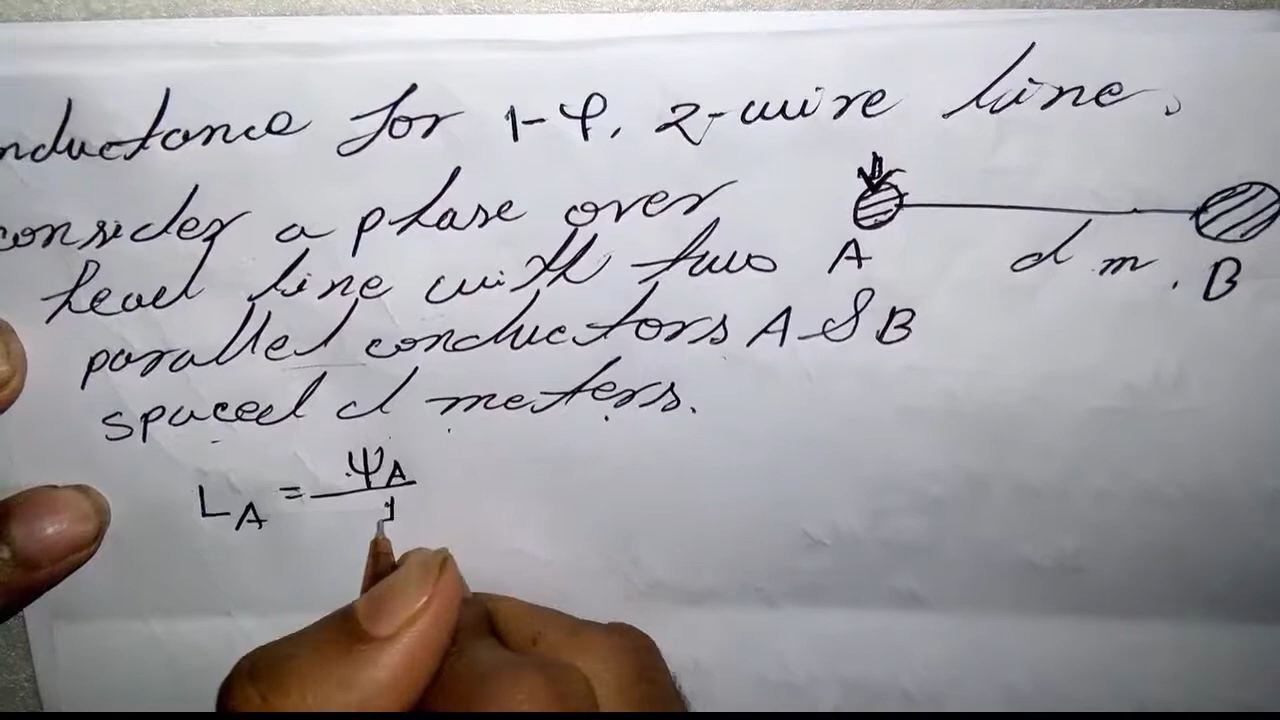 nductance for 1-φ, 2-wire line.
consider a phase over
head line with two
parallel conductors A & B
spaced d meters.
A d m. B
L_A = ψ_A / I